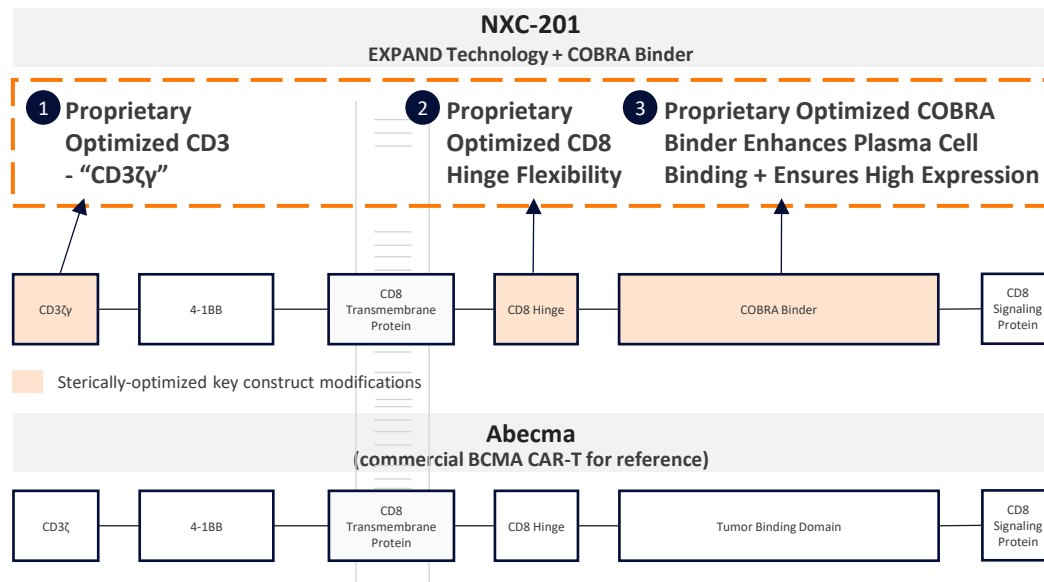 NXC-201
EXPAND Technology + COBRA Binder
1 Proprietary
Optimized CD3
- “CD3ζγ”
2 Proprietary
Optimized CD8
Hinge Flexibility
3 Proprietary Optimized COBRA
Binder Enhances Plasma Cell
Binding + Ensures High Expression
CD3ζγ
4-1BB
CD8
Transmembrane
Protein
CD8 Hinge
COBRA Binder
CD8
Signaling
Protein
Sterically-optimized key construct modifications
Abecma
(commercial BCMA CAR-T for reference)
CD3ζ
4-1BB
CD8
Transmembrane
Protein
CD8 Hinge
Tumor Binding Domain
CD8
Signaling
Protein